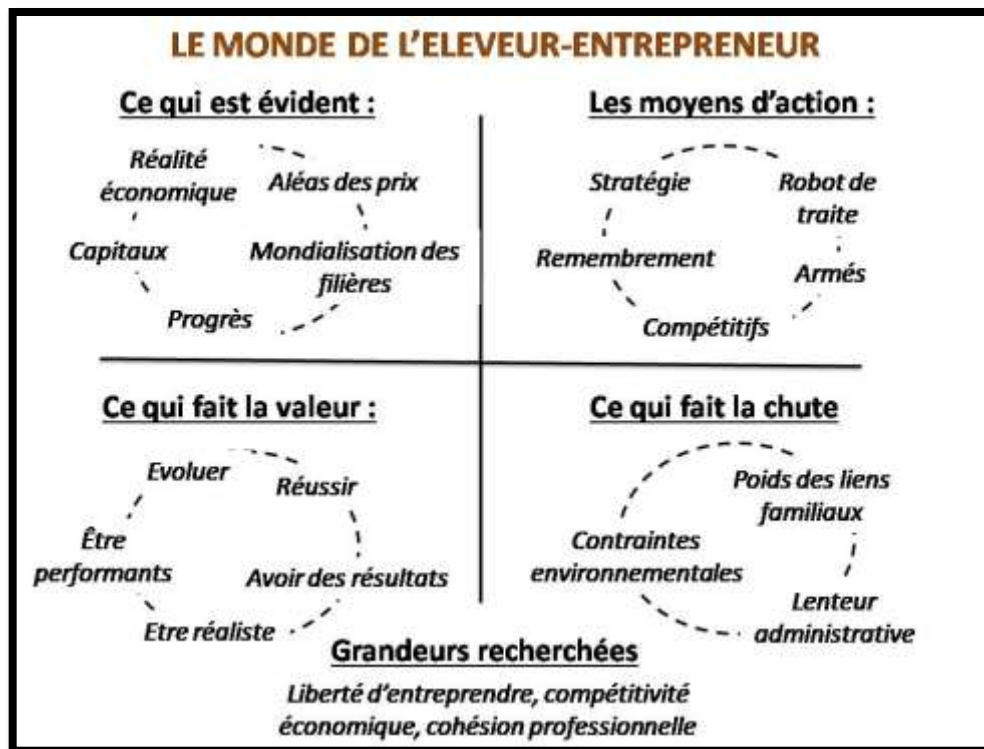 LE MONDE DE L'ELEVEUR-ENTREPRENEUR
Ce qui est évident :
Réalité
économique
Aléas des prix
Capitaux
Mondialisation des
filières
Progrès
Les moyens d'action :
Stratégie
Robot de
traite
Remembrement
Armés
Compétitifs
Ce qui fait la valeur :
Evoluer
Réussir
Être
performants
Avoir des résultats
Etre réaliste
Ce qui fait la chute
Poids des liens
familiaux
Contraintes
environnementales
Lenteur
administrative
Grandeurs recherchées
Liberté d'entreprendre, compétitivité
économique, cohésion professionnelle